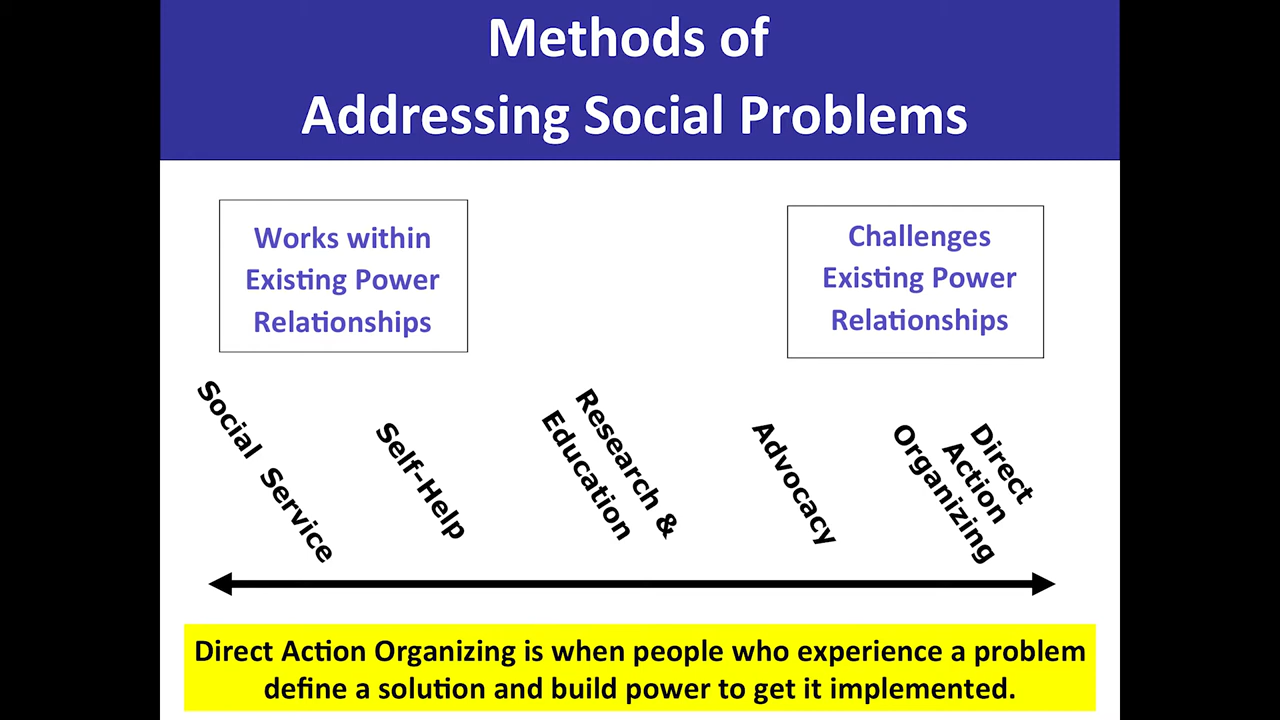 Methods of
Addressing Social Problems
Works within
Existing Power
Relationships
Challenges
Existing Power
Relationships
Social Service
Self-Help
Research &
Education
Advocacy
Direct
Action
Organizing
Direct Action Organizing is when people who experience a problem
define a solution and build power to get it implemented.